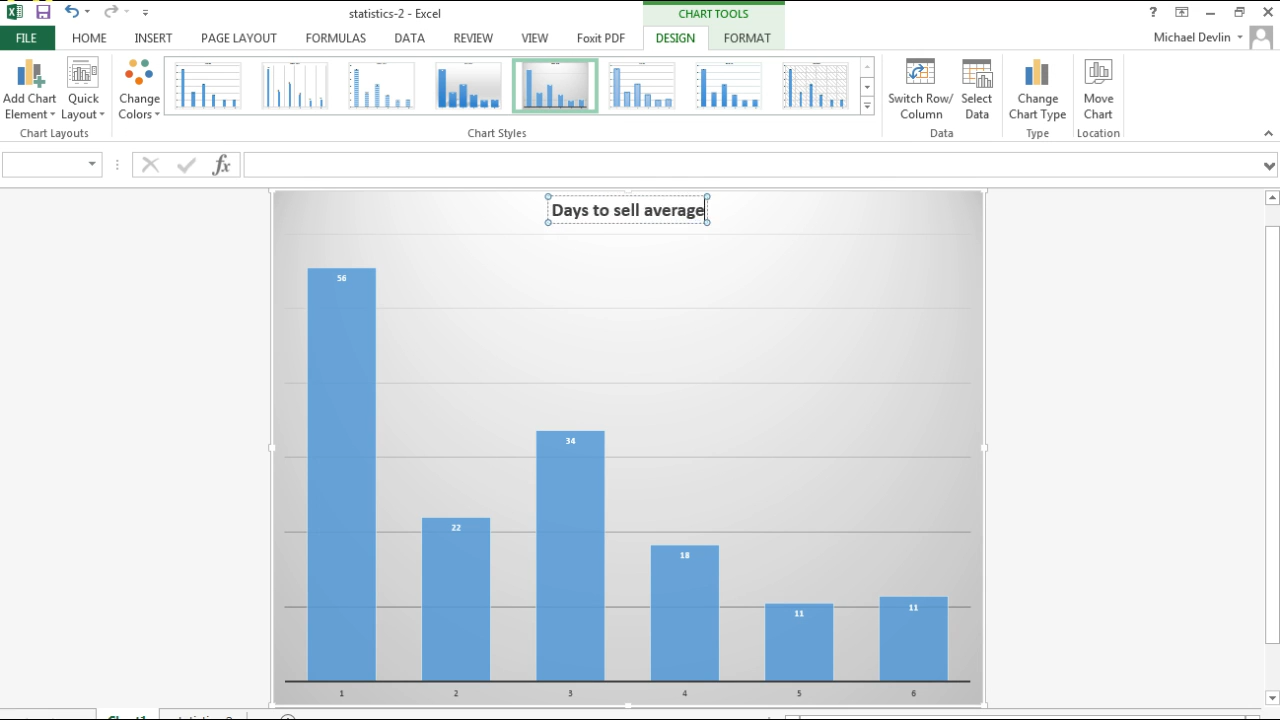 statistics-2 - Excel
CHART TOOLS
?
FILE
HOME
INSERT
PAGE LAYOUT
FORMULAS
DATA
REVIEW
VIEW
Foxit PDF
DESIGN
FORMAT
Michael Devlin
Add Chart
Element
Quick
Layout
Change
Colors
Switch Row/
Column
Select
Data
Change
Chart Type
Move
Chart
Chart Layouts
Chart Styles
Data
Type
Location
fx
Days to sell average
56
34
22
18
11
11
1
2
3
4
5
6
Chart1